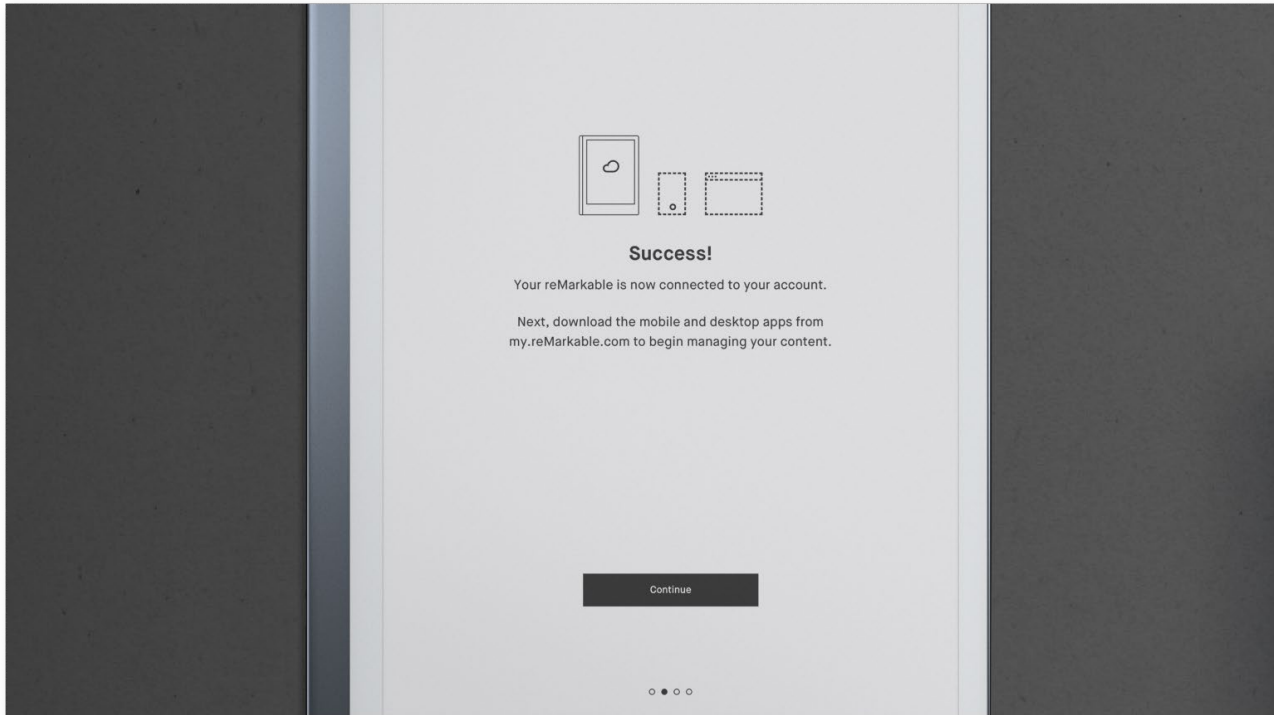 Success!
Your reMarkable is now connected to your account.
Next, download the mobile and desktop apps from
my.reMarkable.com to begin managing your content.
Continue